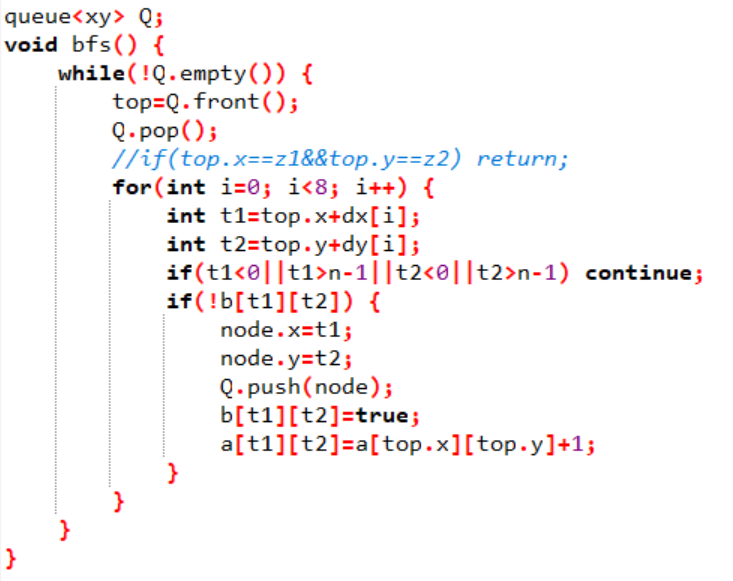 queue<xy> Q;
void bfs() {
    while(!Q.empty()) {
        top=Q.front();
        Q.pop();
        //if(top.x==z1&&top.y==z2) return;
        for(int i=0; i<8; i++) {
            int t1=top.x+dx[i];
            int t2=top.y+dy[i];
            if(t1<0||t1>n-1||t2<0||t2>n-1) continue;
            if(!b[t1][t2]) {
                node.x=t1;
                node.y=t2;
                Q.push(node);
                b[t1][t2]=true;
                a[t1][t2]=a[top.x][top.y]+1;
            }
        }
    }
}